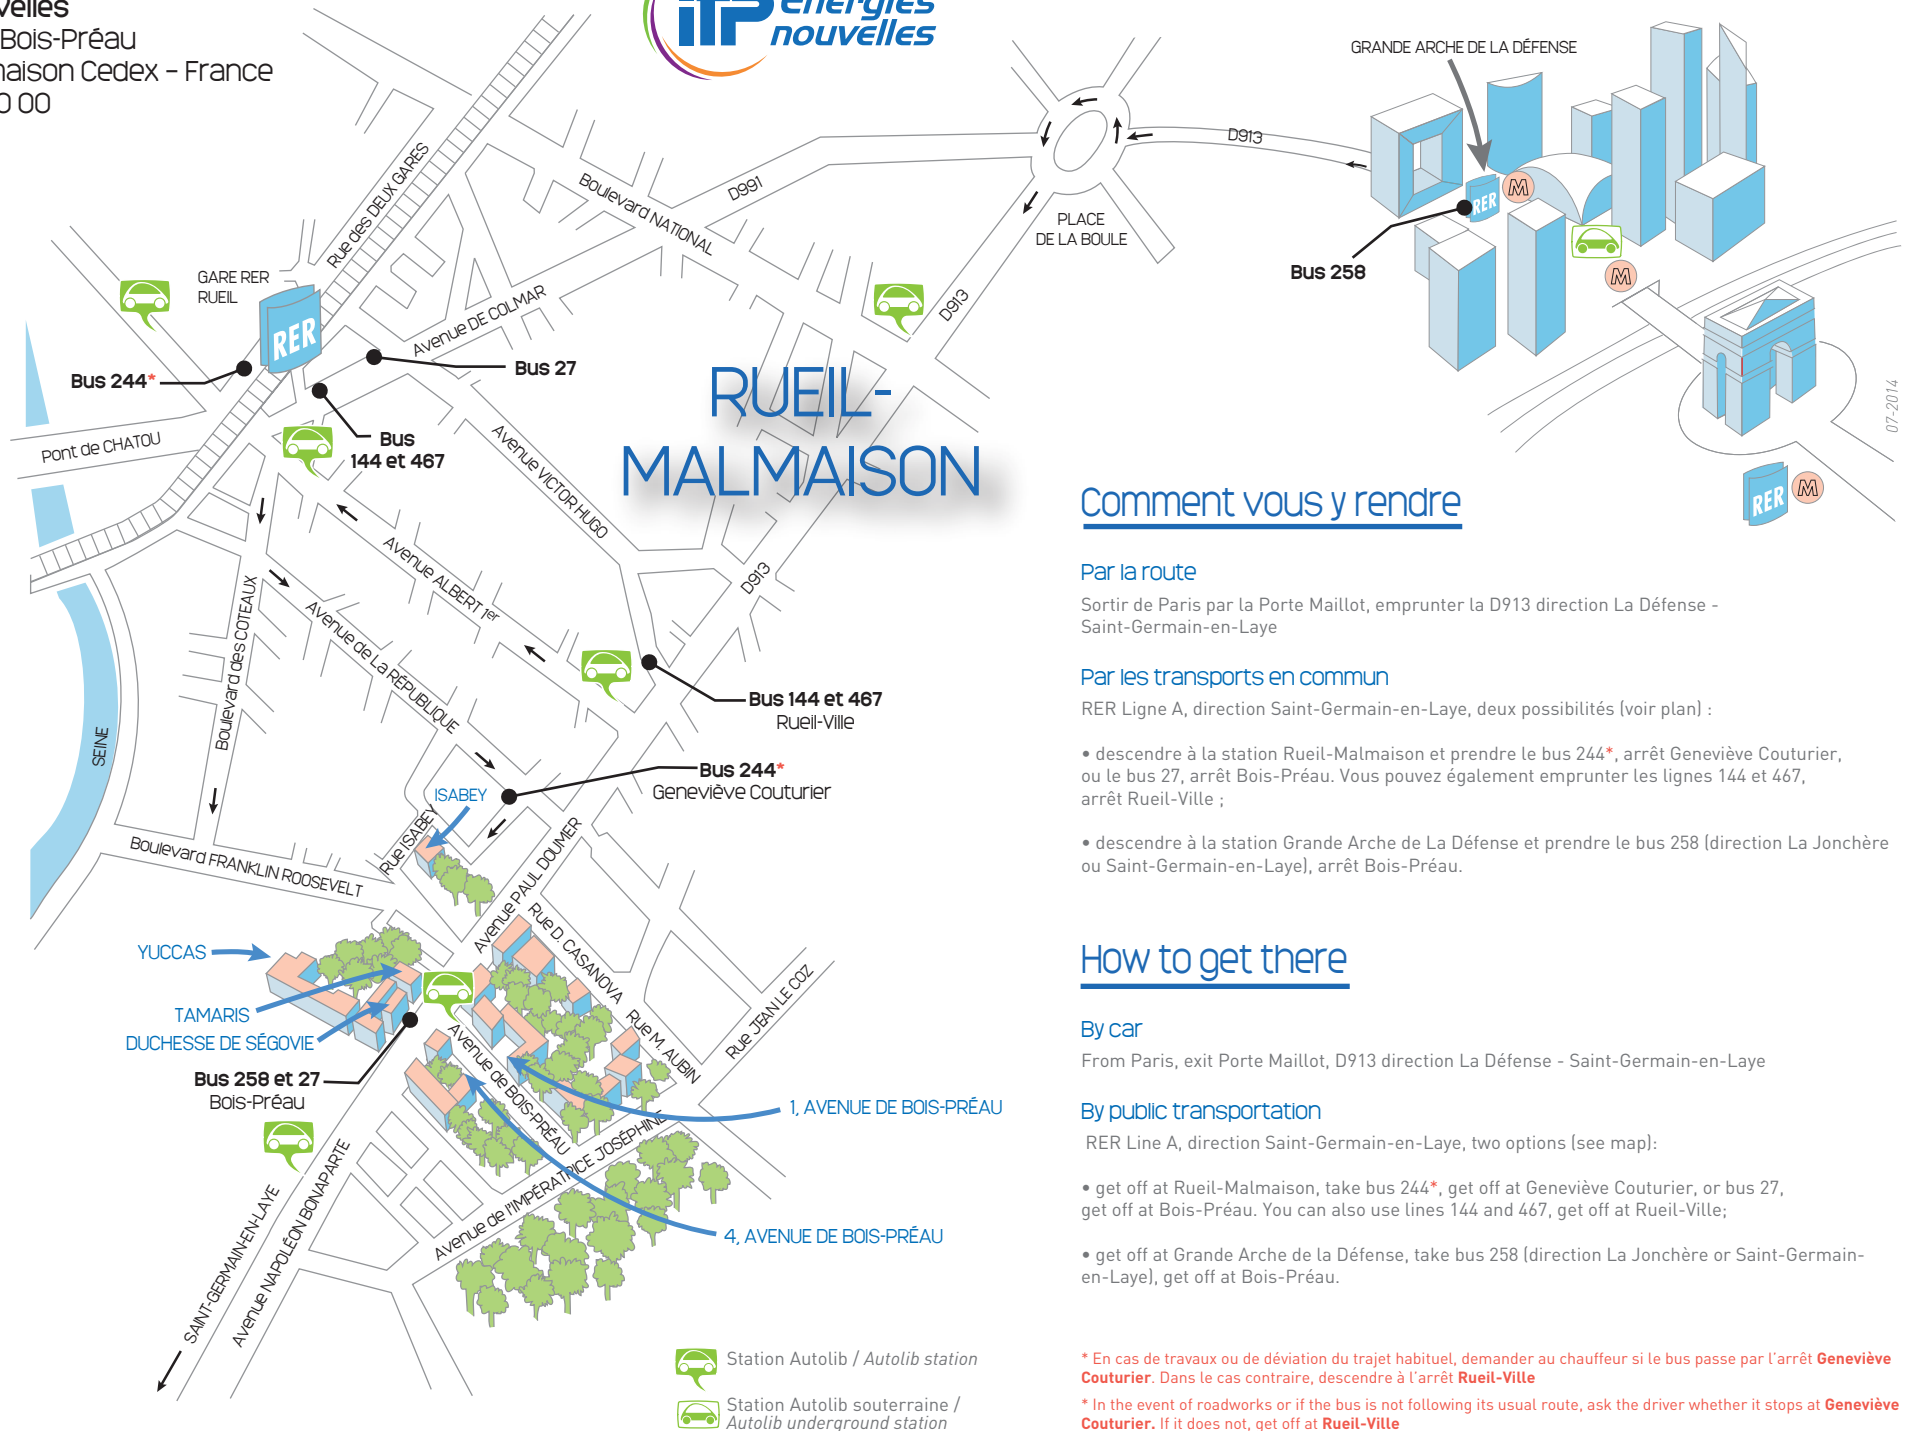 Bois-Préau
Cedex – France
00
ifp énergies
nouvelles
GRANDE ARCHE DE LA DÉFENSE
D913
RER
M
Bus 258
M
RER
M
07-2014
PLACE
DE LA BOULE
D991
Boulevard NATIONAL
D913
Rue des DEUX GARES
GARE RER
RUEIL
RER
Avenue DE COLMAR
Bus 27
Bus 244*
Bus
144 et 467
Pont de CHATOU
RUEIL-
MALMAISON
Avenue VICTOR HUGO
D913
Avenue ALBERT 1er
Avenue de La RÉPUBLIQUE
Boulevard des COTEAUX
SEINE
Bus 144 et 467
Rueil-Ville
Bus 244*
Geneviève Couturier
ISABEY
Rue ISABEY
Boulevard FRANKLIN ROOSEVELT
Avenue PAUL DOUMER
Rue D. CASANOVA
Rue M. AUBIN
Rue JEAN LE COZ
YUCCAS
TAMARIS
DUCHESSE DE SÉGOVIE
Bus 258 et 27
Bois-Préau
Avenue de BOIS-PRÉAU
1, AVENUE DE BOIS-PRÉAU
4, AVENUE DE BOIS-PRÉAU
Avenue de l'IMPÉRATRICE JOSÉPHINE
SAINT-GERMAIN-EN-LAYE
Avenue NAPOLÉON BONAPARTE
Station Autolib / Autolib station
Station Autolib souterraine /
Autolib underground station
Comment vous y rendre
Par la route
Sortir de Paris par la Porte Maillot, emprunter la D913 direction La Défense -
Saint-Germain-en-Laye
Par les transports en commun
RER Ligne A, direction Saint-Germain-en-Laye, deux possibilités (voir plan) :
• descendre à la station Rueil-Malmaison et prendre le bus 244*, arrêt Geneviève Couturier,
ou le bus 27, arrêt Bois-Préau. Vous pouvez également emprunter les lignes 144 et 467,
arrêt Rueil-Ville ;
• descendre à la station Grande Arche de La Défense et prendre le bus 258 (direction La Jonchère
ou Saint-Germain-en-Laye), arrêt Bois-Préau.
How to get there
By car
From Paris, exit Porte Maillot, D913 direction La Défense - Saint-Germain-en-Laye
By public transportation
RER Line A, direction Saint-Germain-en-Laye, two options (see map):
• get off at Rueil-Malmaison, take bus 244*, get off at Geneviève Couturier, or bus 27,
get off at Bois-Préau. You can also use lines 144 and 467, get off at Rueil-Ville;
• get off at Grande Arche de la Défense, take bus 258 (direction La Jonchère or Saint-Germain-
en-Laye), get off at Bois-Préau.
* En cas de travaux ou de déviation du trajet habituel, demander au chauffeur si le bus passe par l'arrêt Geneviève
Couturier. Dans le cas contraire, descendre à l'arrêt Rueil-Ville
* In the event of roadworks or if the bus is not following its usual route, ask the driver whether it stops at Geneviève
Couturier. If it does not, get off at Rueil-Ville